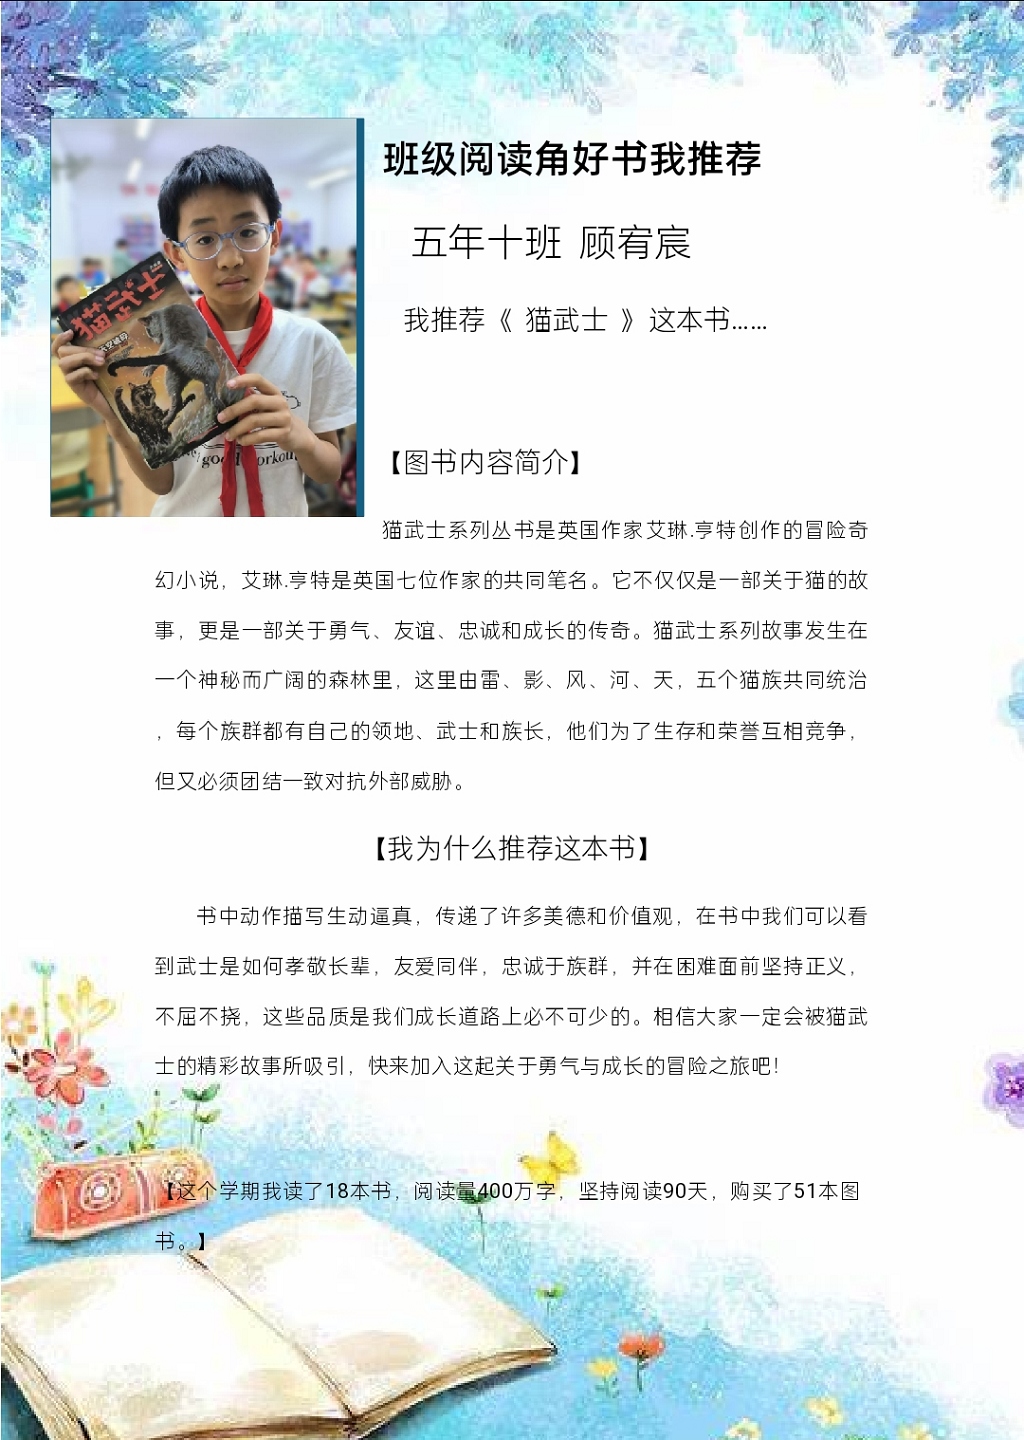 班级阅读角好书我推荐
五年十班 顾宥宸
我推荐《 猫武士 》这本书……
【图书内容简介】
猫武士系列丛书是英国作家艾琳.亨特创作的冒险奇
幻小说，艾琳.亨特是英国七位作家的共同笔名。它不仅仅是一部关于猫的故
事，更是一部关于勇气、友谊、忠诚和成长的传奇。猫武士系列故事发生在
一个神秘而广阔的森林里，这里由雷、影、风、河、天，五个猫族共同统治
，每个族群都有自己的领地、武士和族长，他们为了生存和荣誉互相竞争，
但又必须团结一致对抗外部威胁。
【我为什么推荐这本书】
书中动作描写生动逼真，传递了许多美德和价值观，在书中我们可以看
到武士是如何孝敬长辈，友爱同伴，忠诚于族群，并在困难面前坚持正义，
不屈不挠，这些品质是我们成长道路上必不可少的。相信大家一定会被猫武
士的精彩故事所吸引，快来加入这起关于勇气与成长的冒险之旅吧！
【这个学期我读了18本书，阅读量400万字，坚持阅读90天，购买了51本图
书。】
猫武士